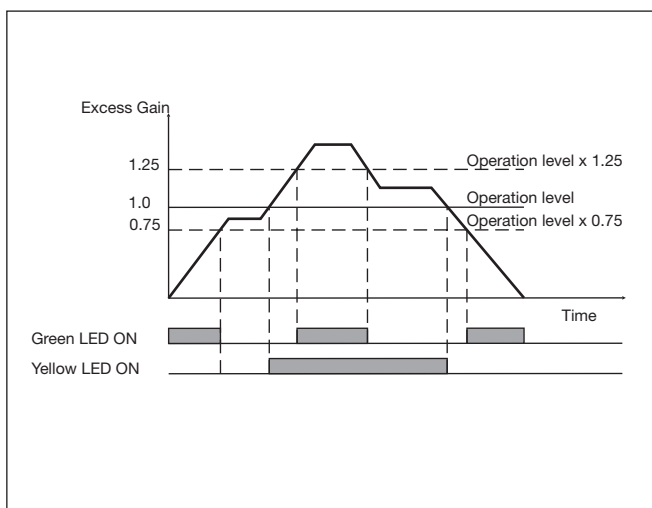 Excess Gain
1.25
Operation level x 1.25
1.0
Operation level
0.75
Operation level x 0.75
Time
Green LED ON
Yellow LED ON